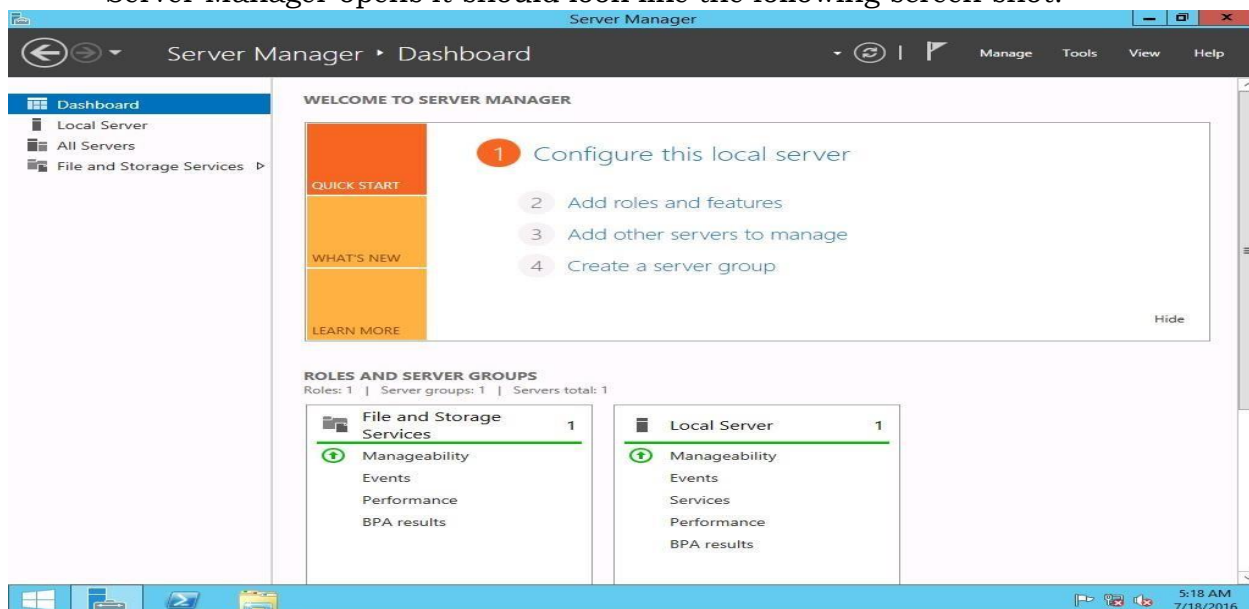 Server Manager opens it should look like the following screen shot.
Server Manager
Server Manager • Dashboard
Manage Tools View Help
Dashboard
Local Server
All Servers
File and Storage Services
WELCOME TO SERVER MANAGER
QUICK START
WHAT'S NEW
LEARN MORE
1 Configure this local server
2 Add roles and features
3 Add other servers to manage
4 Create a server group
Hide
ROLES AND SERVER GROUPS
Roles: 1 | Server groups: 1 | Servers total: 1
File and Storage
Services 1
Manageability
Events
Performance
BPA results
Local Server 1
Manageability
Events
Services
Performance
BPA results
5:18 AM
7/18/2016